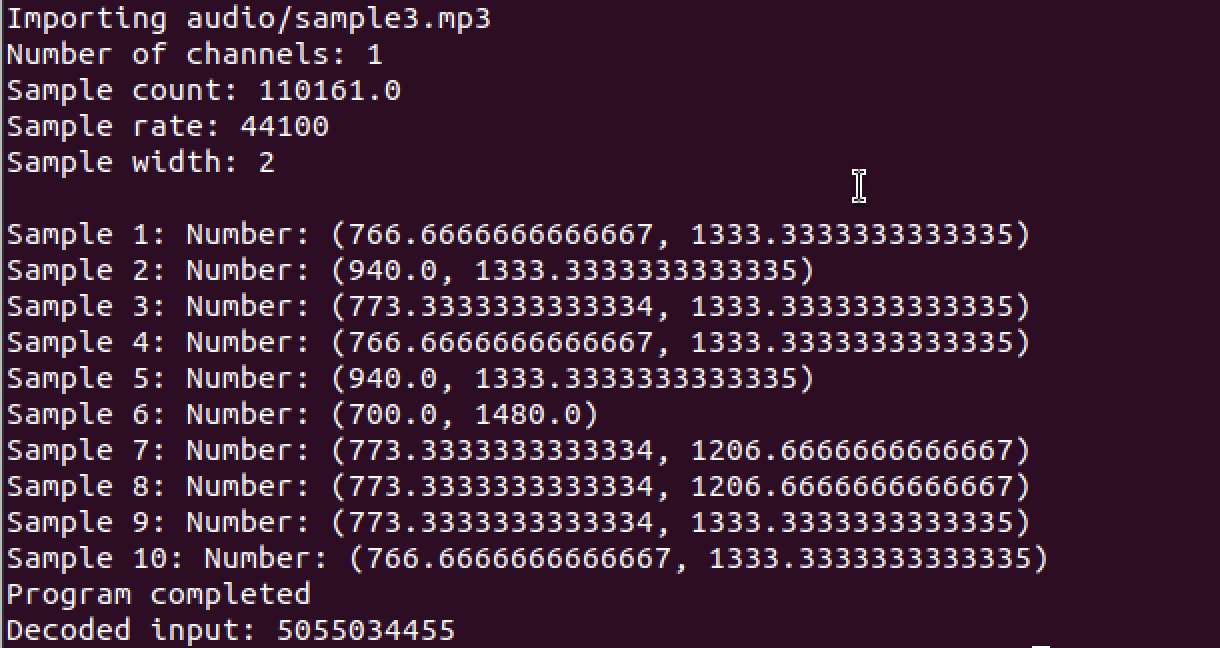 Importing audio/sample3.mp3
Number of channels: 1
Sample count: 110161.0
Sample rate: 44100
Sample width: 2
Sample 1: Number: (766.6666666666667, 1333.3333333333335)
Sample 2: Number: (940.0, 1333.3333333333335)
Sample 3: Number: (773.3333333333334, 1333.3333333333335)
Sample 4: Number: (766.6666666666667, 1333.3333333333335)
Sample 5: Number: (940.0, 1333.3333333333335)
Sample 6: Number: (700.0, 1480.0)
Sample 7: Number: (773.3333333333334, 1206.6666666666667)
Sample 8: Number: (773.3333333333334, 1206.6666666666667)
Sample 9: Number: (773.3333333333334, 1333.3333333333335)
Sample 10: Number: (766.6666666666667, 1333.3333333333335)
Program completed
Decoded input: 5055034455